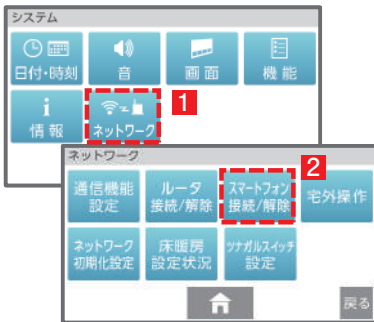 システム
日付・時刻
音
画面
機能
情報
ネットワーク
1
ネットワーク
2
通信機能
設定
ルータ
接続/解除
スマートフォン
接続/解除
宅外操作
ネットワーク
初期化設定
床暖房
設定状況
ツナガルスイッチ
設定
戻る